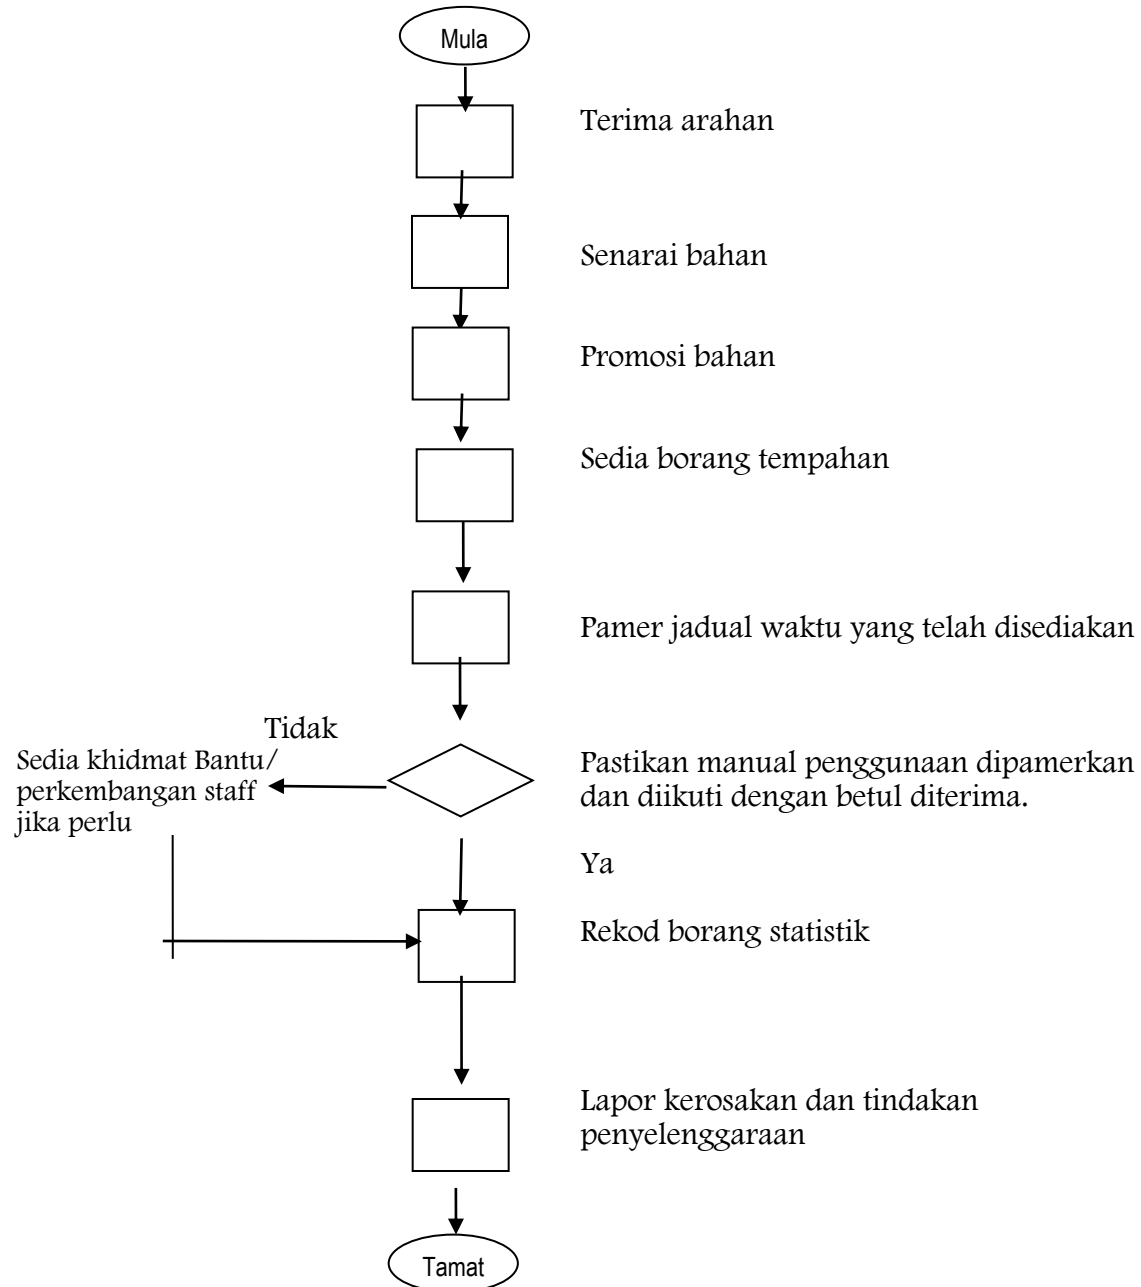 Mula
Terima arahan
Senarai bahan
Promosi bahan
Sedia borang tempahan
Pamer jadual waktu yang telah disediakan
Tidak
Sedia khidmat Bantu/
perkembangan staff
jika perlu
Pastikan manual penggunaan dipamerkan
dan diikuti dengan betul diterima.
Ya
Rekod borang statistik
Lapor kerosakan dan tindakan
penyelenggaraan
Tamat